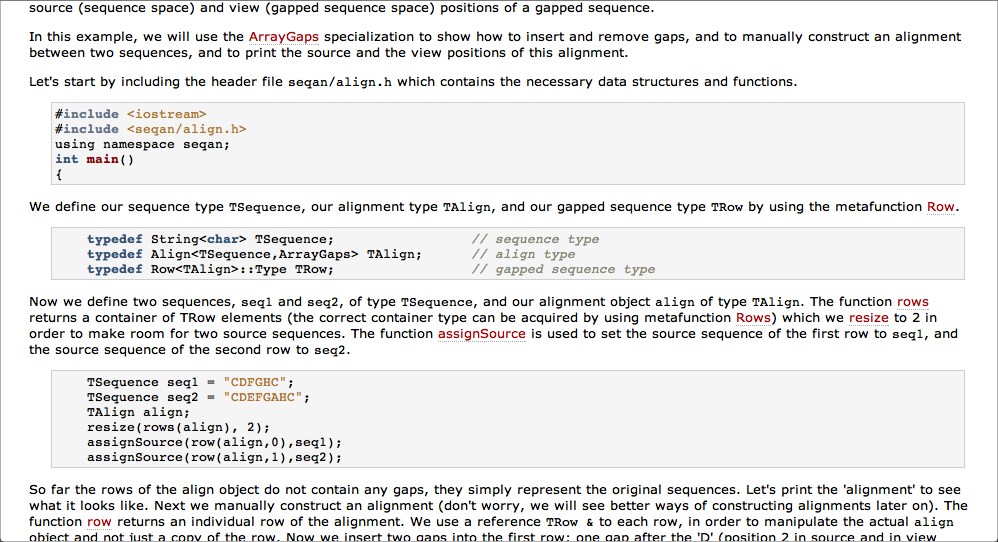 source (sequence space) and view (gapped sequence space) positions of a gapped sequence.
In this example, we will use the ArrayGaps specialization to show how to insert and remove gaps, and to manually construct an alignment
between two sequences, and to print the source and the view positions of this alignment.
Let's start by including the header file seqan/align.h which contains the necessary data structures and functions.
#include <iostream>
#include <seqan/align.h>
using namespace seqan;
int main()
{
We define our sequence type TSequence, our alignment type TAlign, and our gapped sequence type TRow by using the metafunction Row.
typedef String<char> TSequence; // sequence type
typedef Align<TSequence,ArrayGaps> TAlign; // align type
typedef Row<TAlign>::Type TRow; // gapped sequence type
Now we define two sequences, seq1 and seq2, of type TSequence, and our alignment object align of type TAlign. The function rows
returns a container of TRow elements (the correct container type can be acquired by using metafunction Rows) which we resize to 2 in
order to make room for two source sequences. The function assignSource is used to set the source sequence of the first row to seq1, and
the source sequence of the second row to seq2.
TSequence seq1 = "CDFGHC";
TSequence seq2 = "CDEFGAHC";
TAlign align;
resize(rows(align), 2);
assignSource(row(align,0),seq1);
assignSource(row(align,1),seq2);
So far the rows of the align object do not contain any gaps, they simply represent the original sequences. Let's print the 'alignment' to see
what it looks like. Next we manually construct an alignment (don't worry, we will see better ways of constructing alignments later on). The
function row returns an individual row of the alignment. We use a reference TRow & to each row, in order to manipulate the actual align
object and not just a copy of the row. Now we insert two gaps into the first row: one gap after the 'D' (position 2 in source and in view